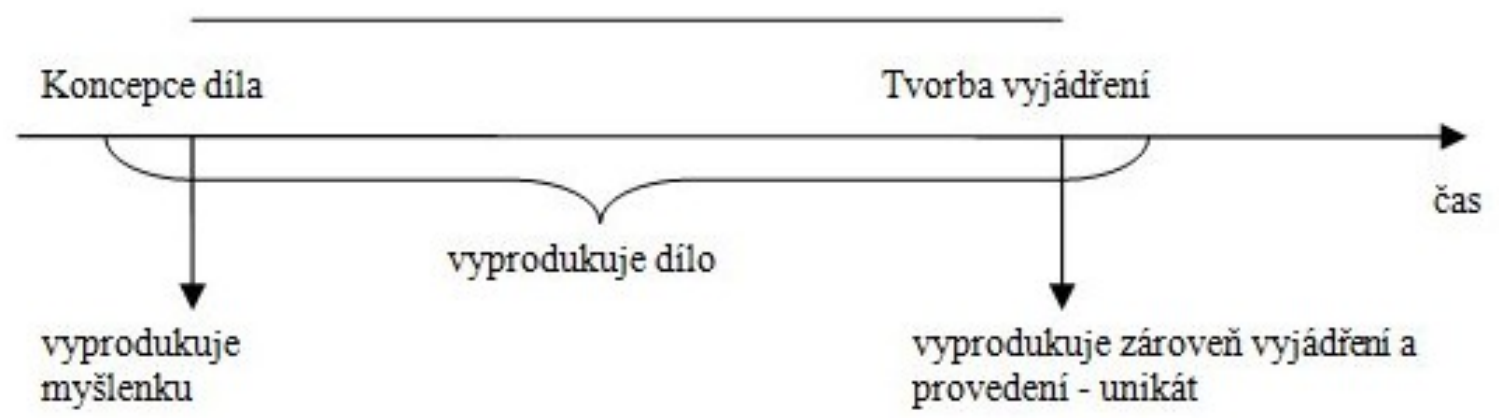 Koncepce díla
Tvorba vyjádření
čas
vyprodukuje dílo
vyprodukuje
myšlenku
vyprodukuje zároveň vyjádření a
provedení - unikát